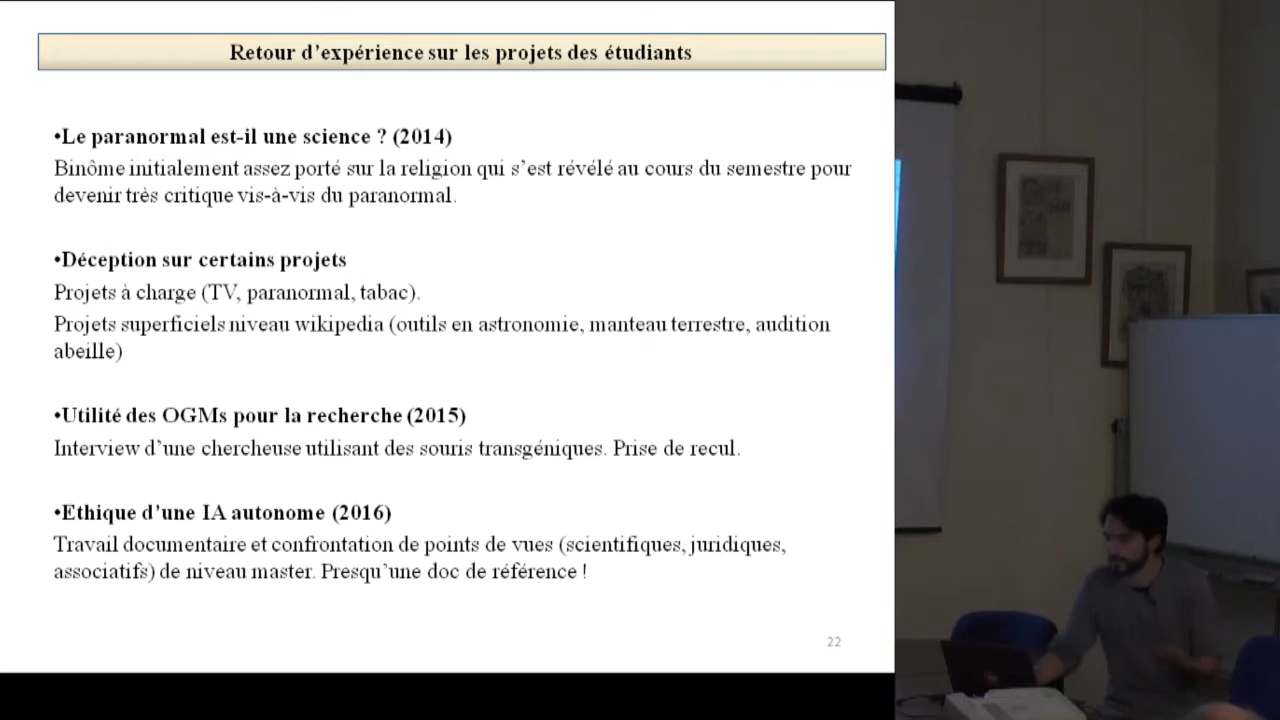 Retour d'expérience sur les projets des étudiants
•Le paranormal est-il une science ? (2014)
Binôme initialement assez porté sur la religion qui s'est révélé au cours du semestre pour
devenir très critique vis-à-vis du paranormal.
•Déception sur certains projets
Projets à charge (TV, paranormal, tabac).
Projets superficiels niveau wikipedia (outils en astronomie, manteau terrestre, audition
abeille)
•Utilité des OGMs pour la recherche (2015)
Interview d'une chercheuse utilisant des souris transgéniques. Prise de recul.
•Ethique d'une IA autonome (2016)
Travail documentaire et confrontation de points de vues (scientifiques, juridiques,
associatifs) de niveau master. Presqu'une doc de référence !
22